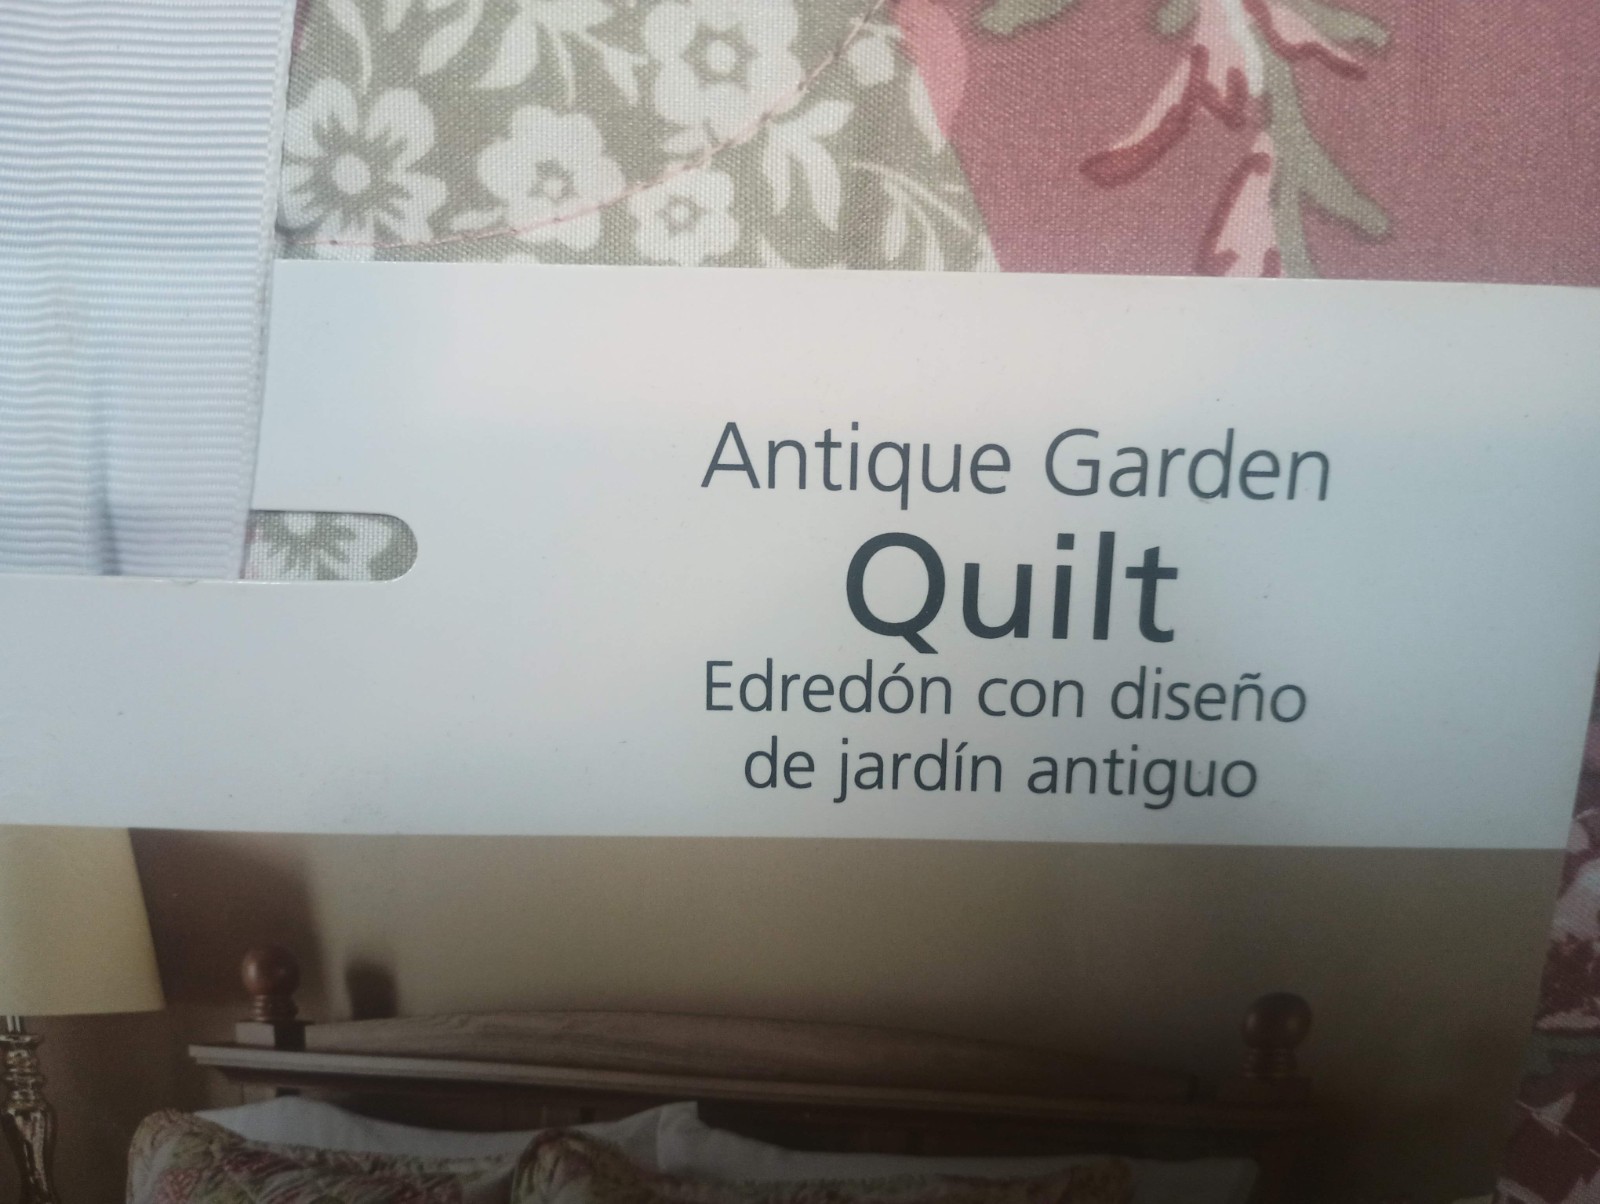 Antique Garden
Quilt
Edredón con diseño
de jardín antiguo